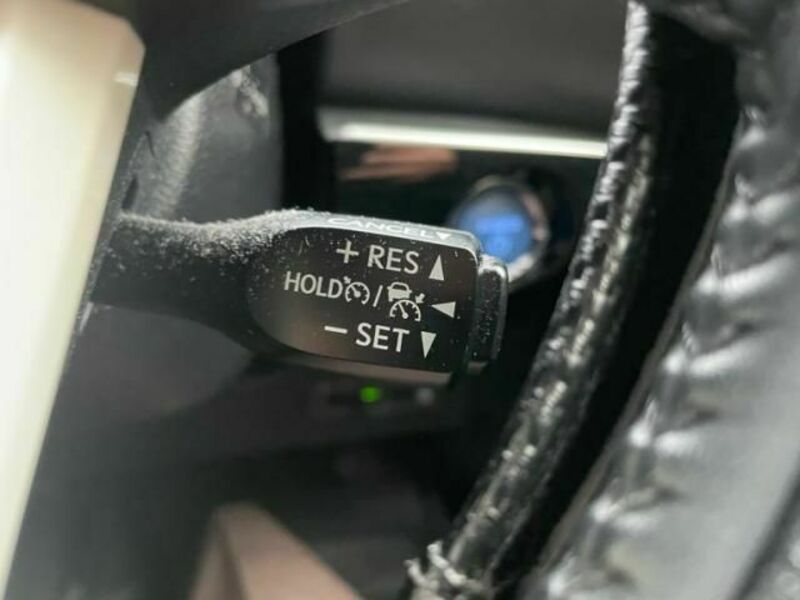 CANCEL▼
+ RES ▲
HOLD / ◀
− SET ▼